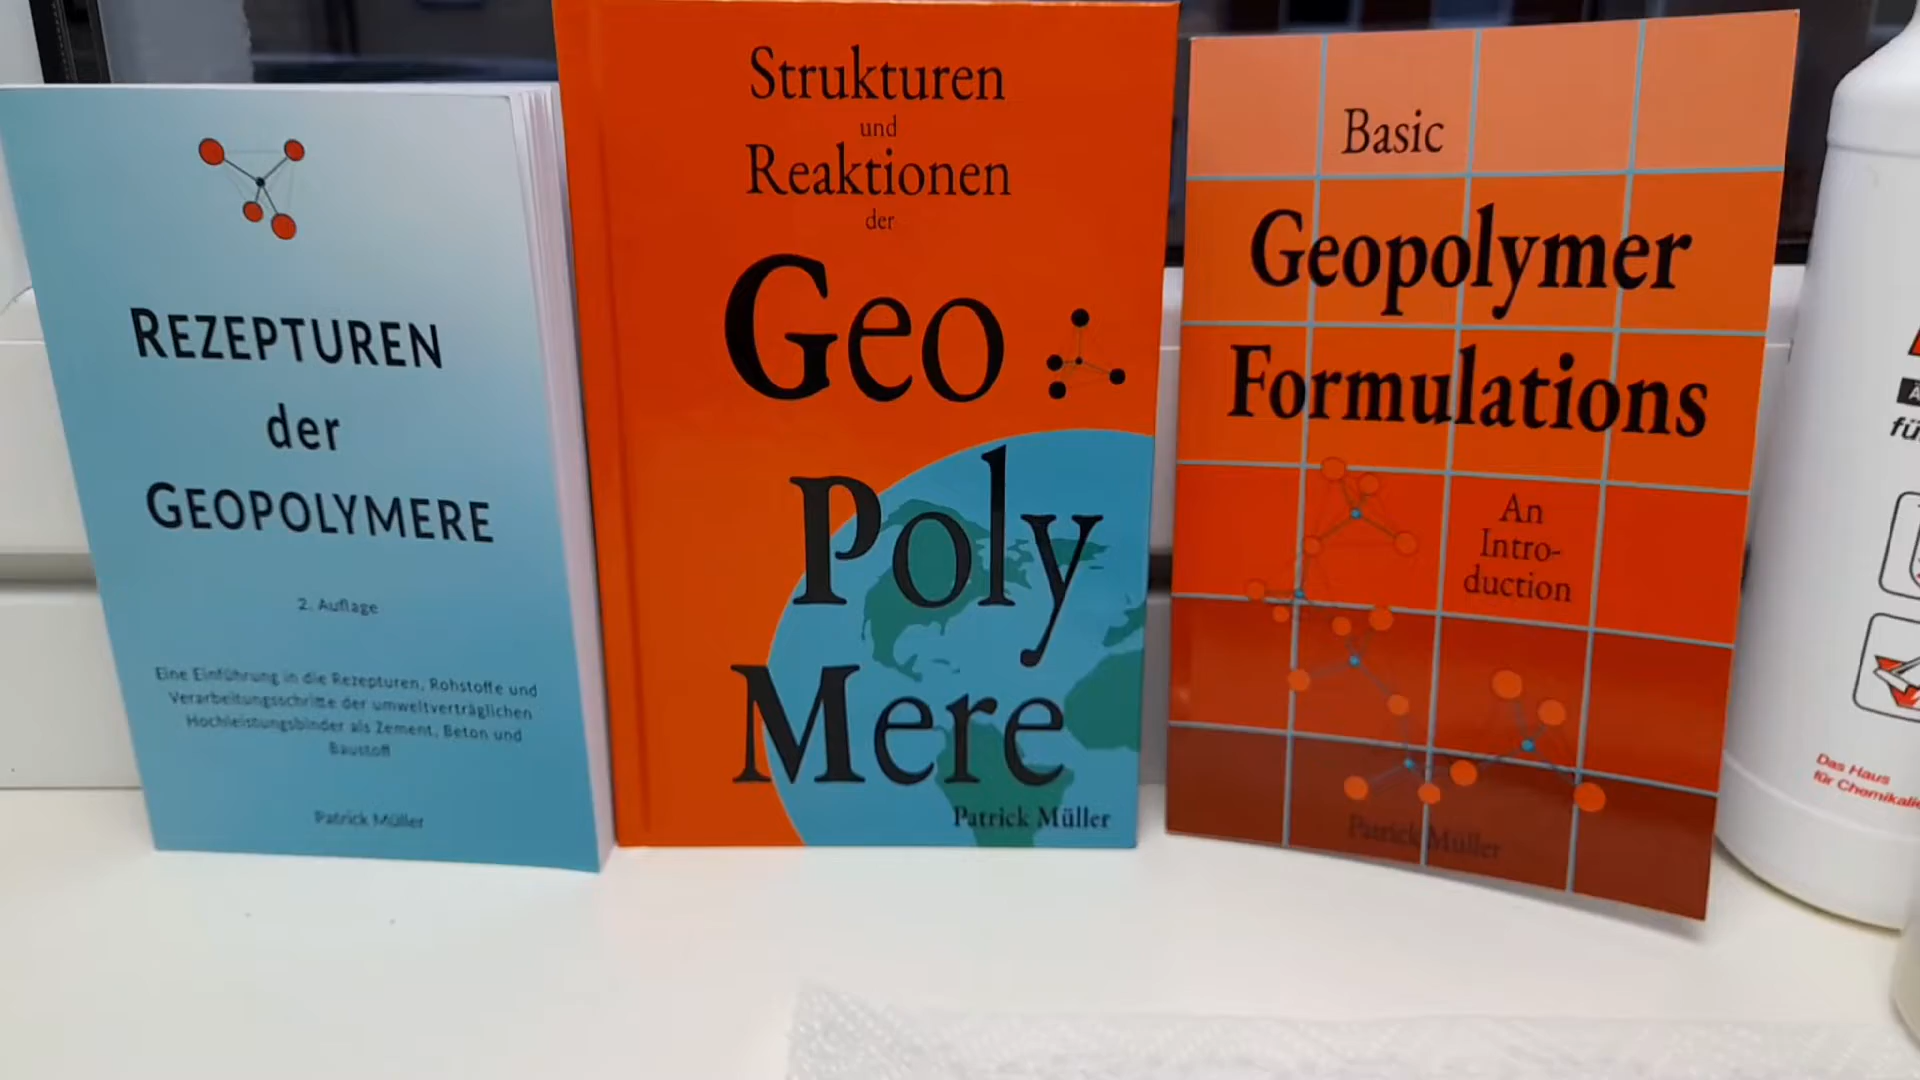 REZEPTUREN
der
GEOPOLYMERE
2. Auflage
Eine Einführung in die Rezepturen, Rohstoffe und
Verarbeitungsschritte der umweltverträglichen
Hochleistungsbinder als Zement, Beton und
Baustoff
Patrick Müller
Strukturen
und
Reaktionen
der
Geo
Poly
Mere
Patrick Müller
Basic
Geopolymer
Formulations
An
Intro-
duction
Patrick Müller
Das Haus